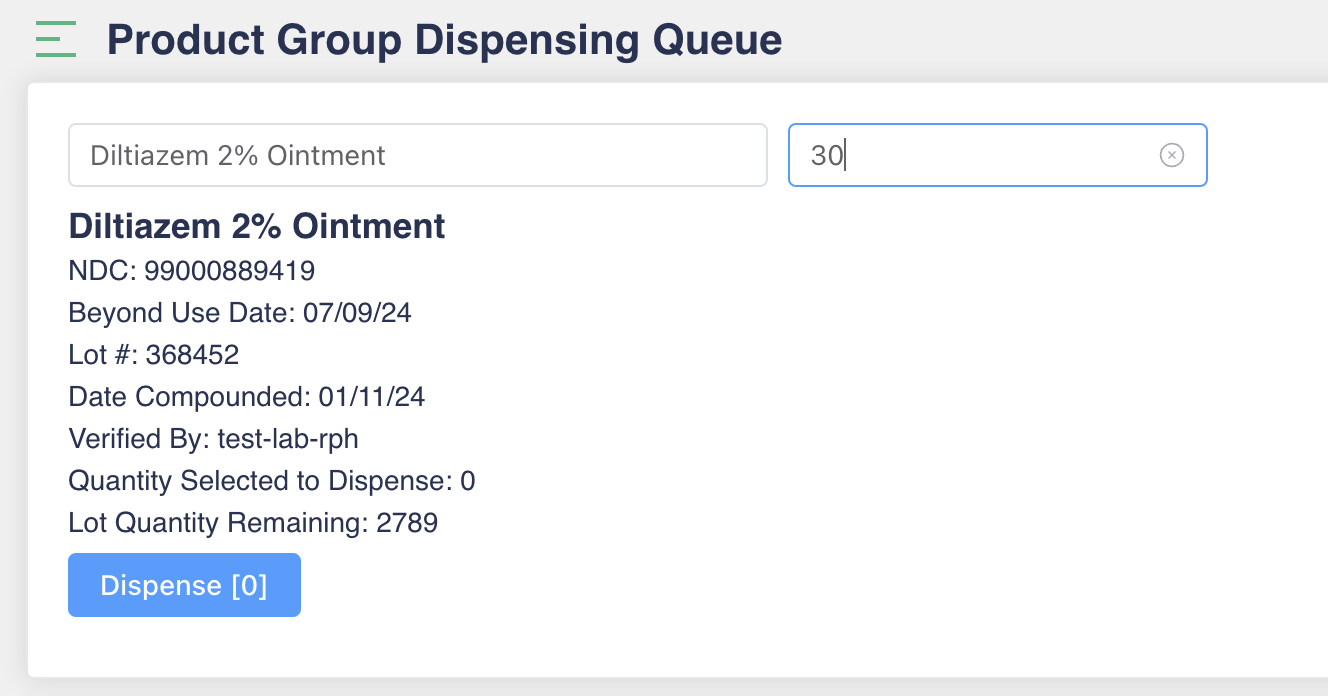 Product Group Dispensing Queue
Diltiazem 2% Ointment
30
Diltiazem 2% Ointment
NDC: 99000889419
Beyond Use Date: 07/09/24
Lot #: 368452
Date Compounded: 01/11/24
Verified By: test-lab-rph
Quantity Selected to Dispense: 0
Lot Quantity Remaining: 2789
Dispense [0]